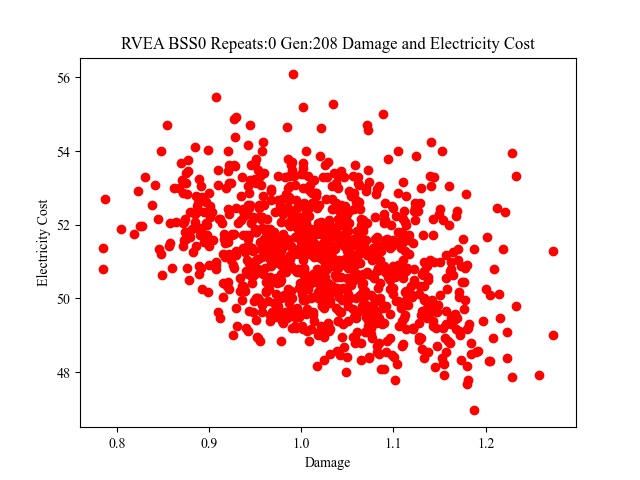 RVEA BSS0 Repeats:0 Gen:208 Damage and Electricity Cost
56
54
52
50
48
Electricity Cost
0.8 0.9 1.0 1.1 1.2
Damage